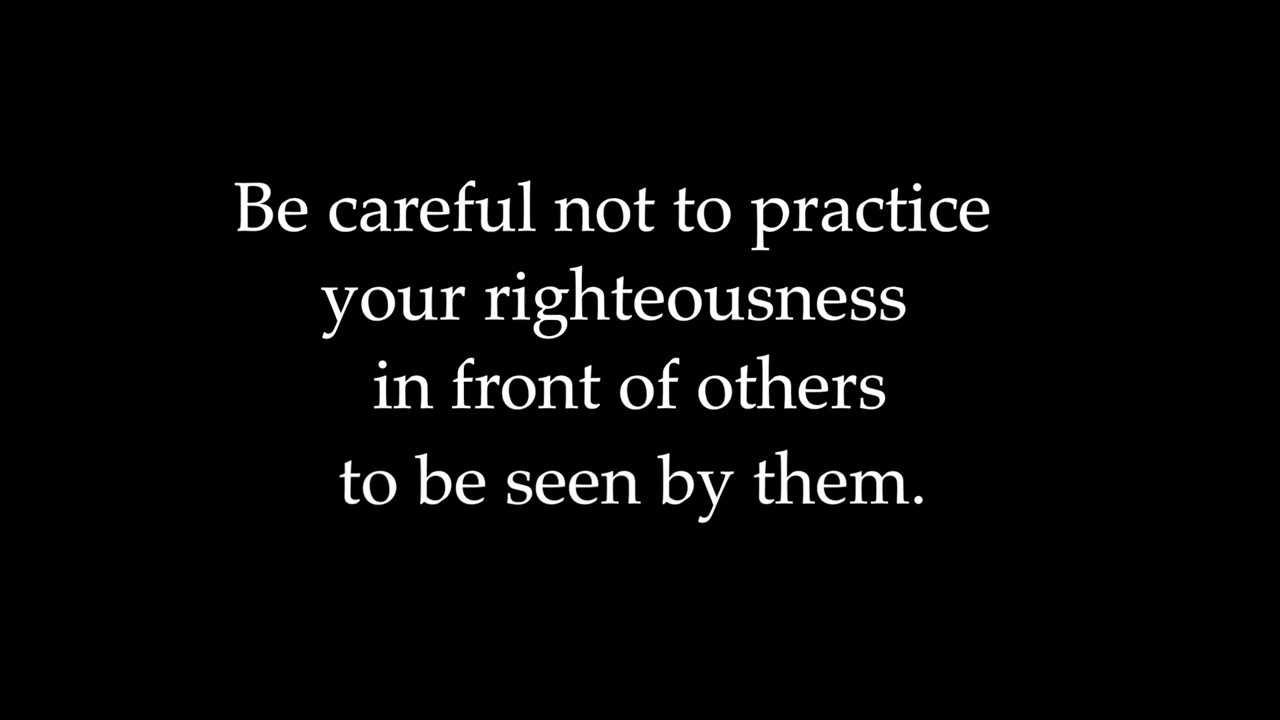 Be careful not to practice
your righteousness
in front of others
to be seen by them.